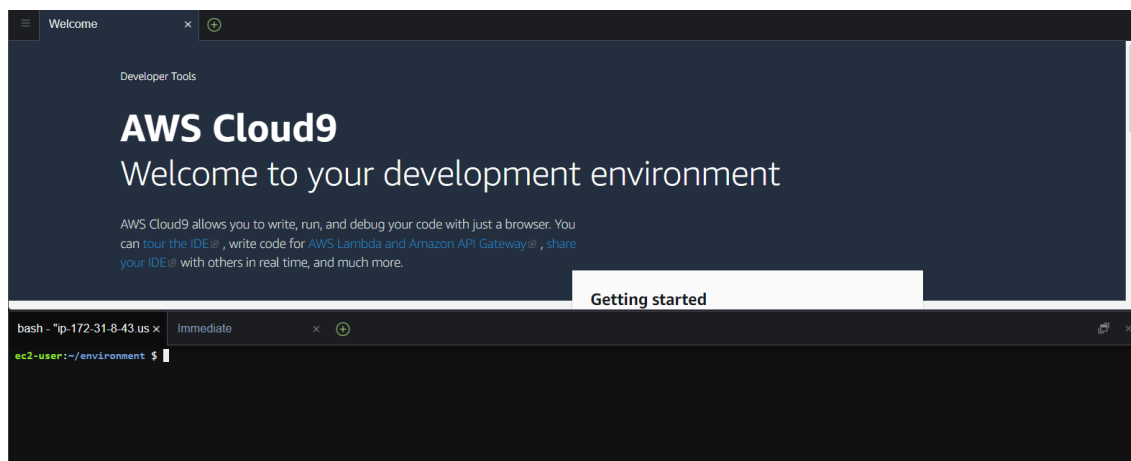 Welcome
Developer Tools
AWS Cloud9
Welcome to your development environment
AWS Cloud9 allows you to write, run, and debug your code with just a browser. You
can tour the IDE , write code for AWS Lambda and Amazon API Gateway , share
your IDE with others in real time, and much more.
Getting started
bash - "ip-172-31-8-43.us Immediate
ec2-user:~/environment $